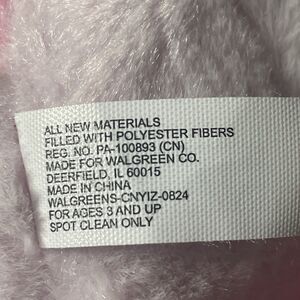 ALL NEW MATERIALS
FILLED WITH POLYESTER FIBERS
REG. NO. PA-100893 (CN)
MADE FOR WALGREEN CO.
DEERFIELD, IL 60015
MADE IN CHINA
WALGREENS-CNYIZ-0824
FOR AGES 3 AND UP
SPOT CLEAN ONLY